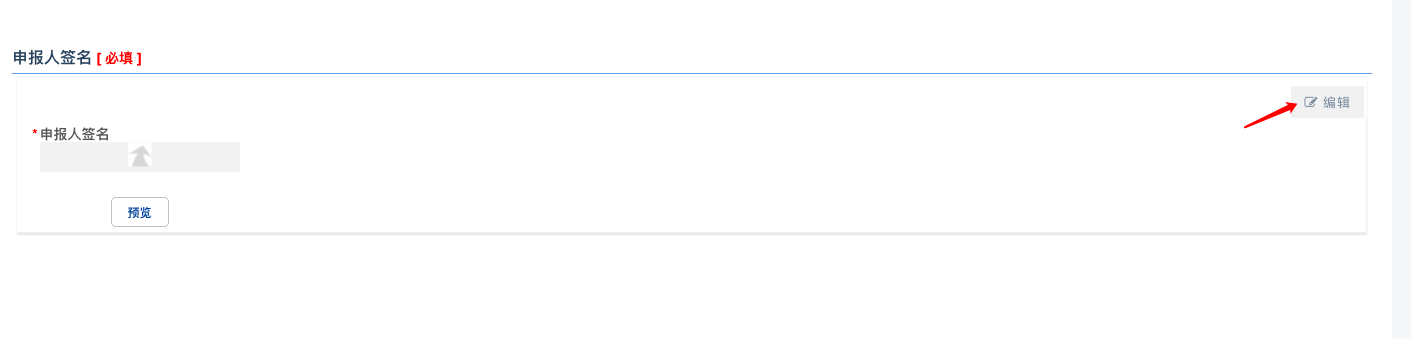 申报人签名 [ 必填 ]
编辑
* 申报人签名
预览